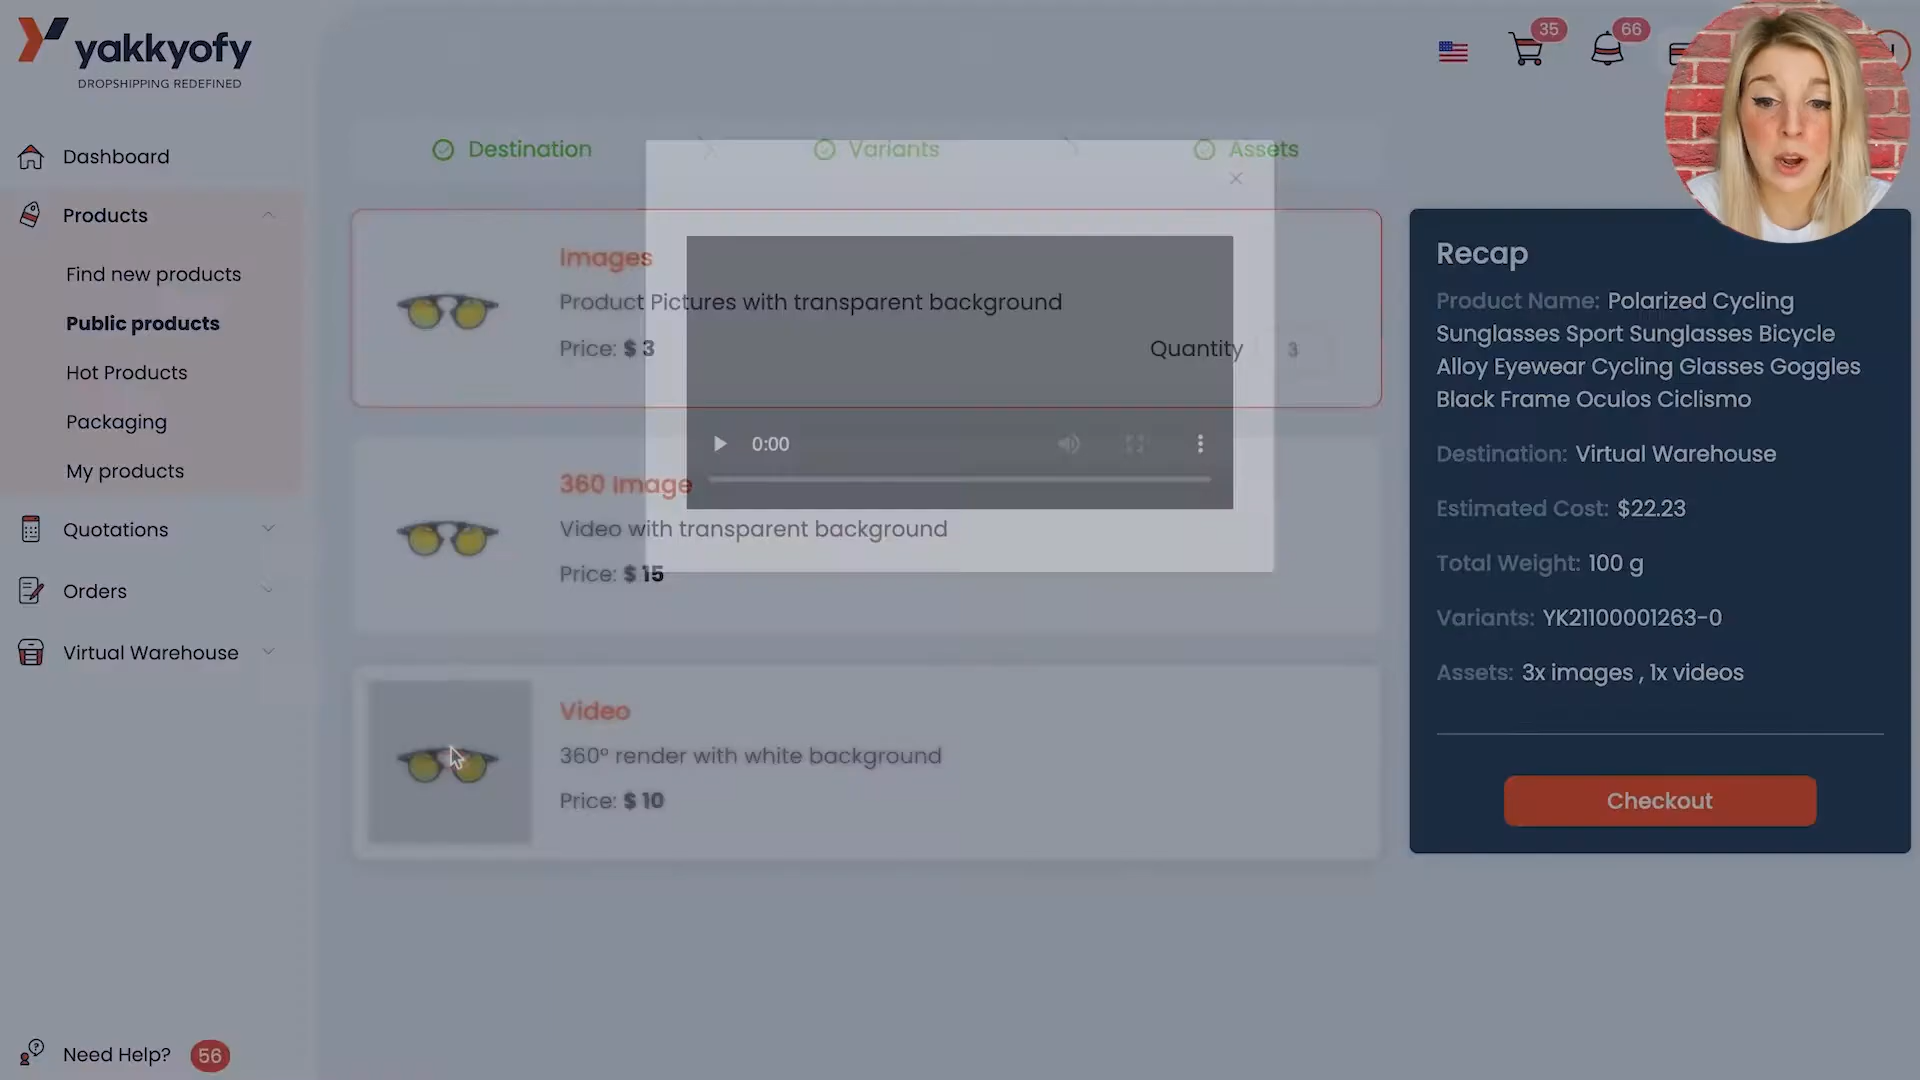 yakkyofy
DROPSHIPPING REDEFINED
35
66
Dashboard
Products
Find new products
Public products
Hot Products
Packaging
My products
Quotations
Orders
Virtual Warehouse
Need Help?
56
Destination
Variants
Assets
Images
Product Pictures with transparent background
Price: $ 3
Quantity
3
0:00
360 Image
Video with transparent background
Price: $ 15
Video
360° render with white background
Price: $ 10
Recap
Product Name: Polarized Cycling
Sunglasses Sport Sunglasses Bicycle
Alloy Eyewear Cycling Glasses Goggles
Black Frame Oculos Ciclismo
Destination: Virtual Warehouse
Estimated Cost: $22.23
Total Weight: 100 g
Variants: YK21100001263-0
Assets: 3x images , 1x videos
Checkout